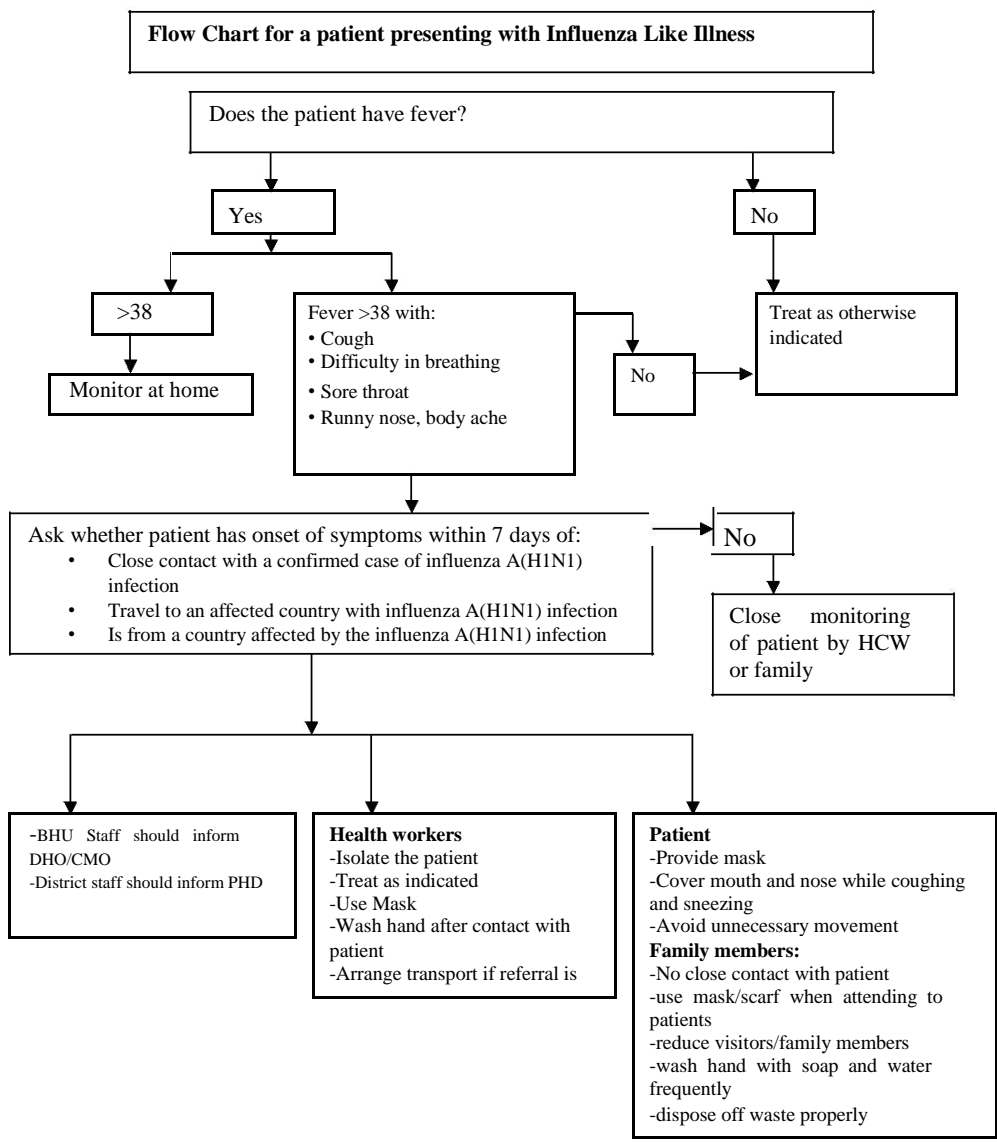 Flow Chart for a patient presenting with Influenza Like Illness
Does the patient have fever?
Yes
No
>38
Fever >38 with:
• Cough
• Difficulty in breathing
• Sore throat
• Runny nose, body ache
Treat as otherwise
indicated
No
Monitor at home
Ask whether patient has onset of symptoms within 7 days of:
• Close contact with a confirmed case of influenza A(H1N1)
infection
• Travel to an affected country with influenza A(H1N1) infection
• Is from a country affected by the influenza A(H1N1) infection
No
Close monitoring
of patient by HCW
or family
-BHU Staff should inform
DHO/CMO
-District staff should inform PHD
Health workers
-Isolate the patient
-Treat as indicated
-Use Mask
-Wash hand after contact with
patient
-Arrange transport if referral is
Patient
-Provide mask
-Cover mouth and nose while coughing
and sneezing
-Avoid unnecessary movement
Family members:
-No close contact with patient
-use mask/scarf when attending to
patients
-reduce visitors/family members
-wash hand with soap and water
frequently
-dispose off waste properly